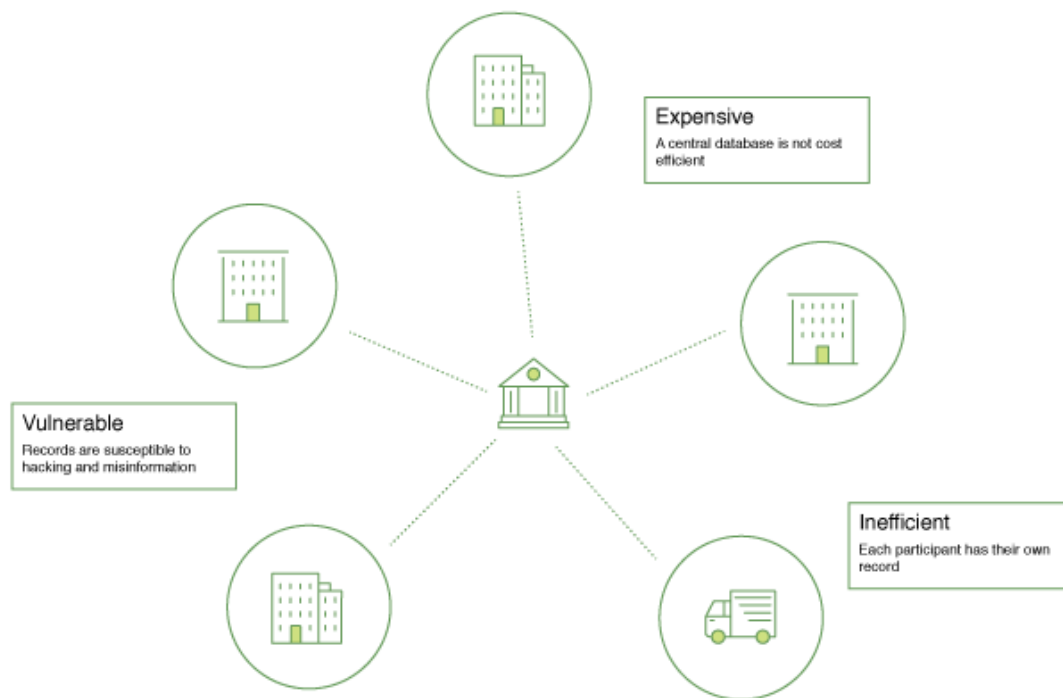 Expensive
A central database is not cost
efficient
Vulnerable
Records are susceptible to
hacking and misinformation
Inefficient
Each participant has their own
record